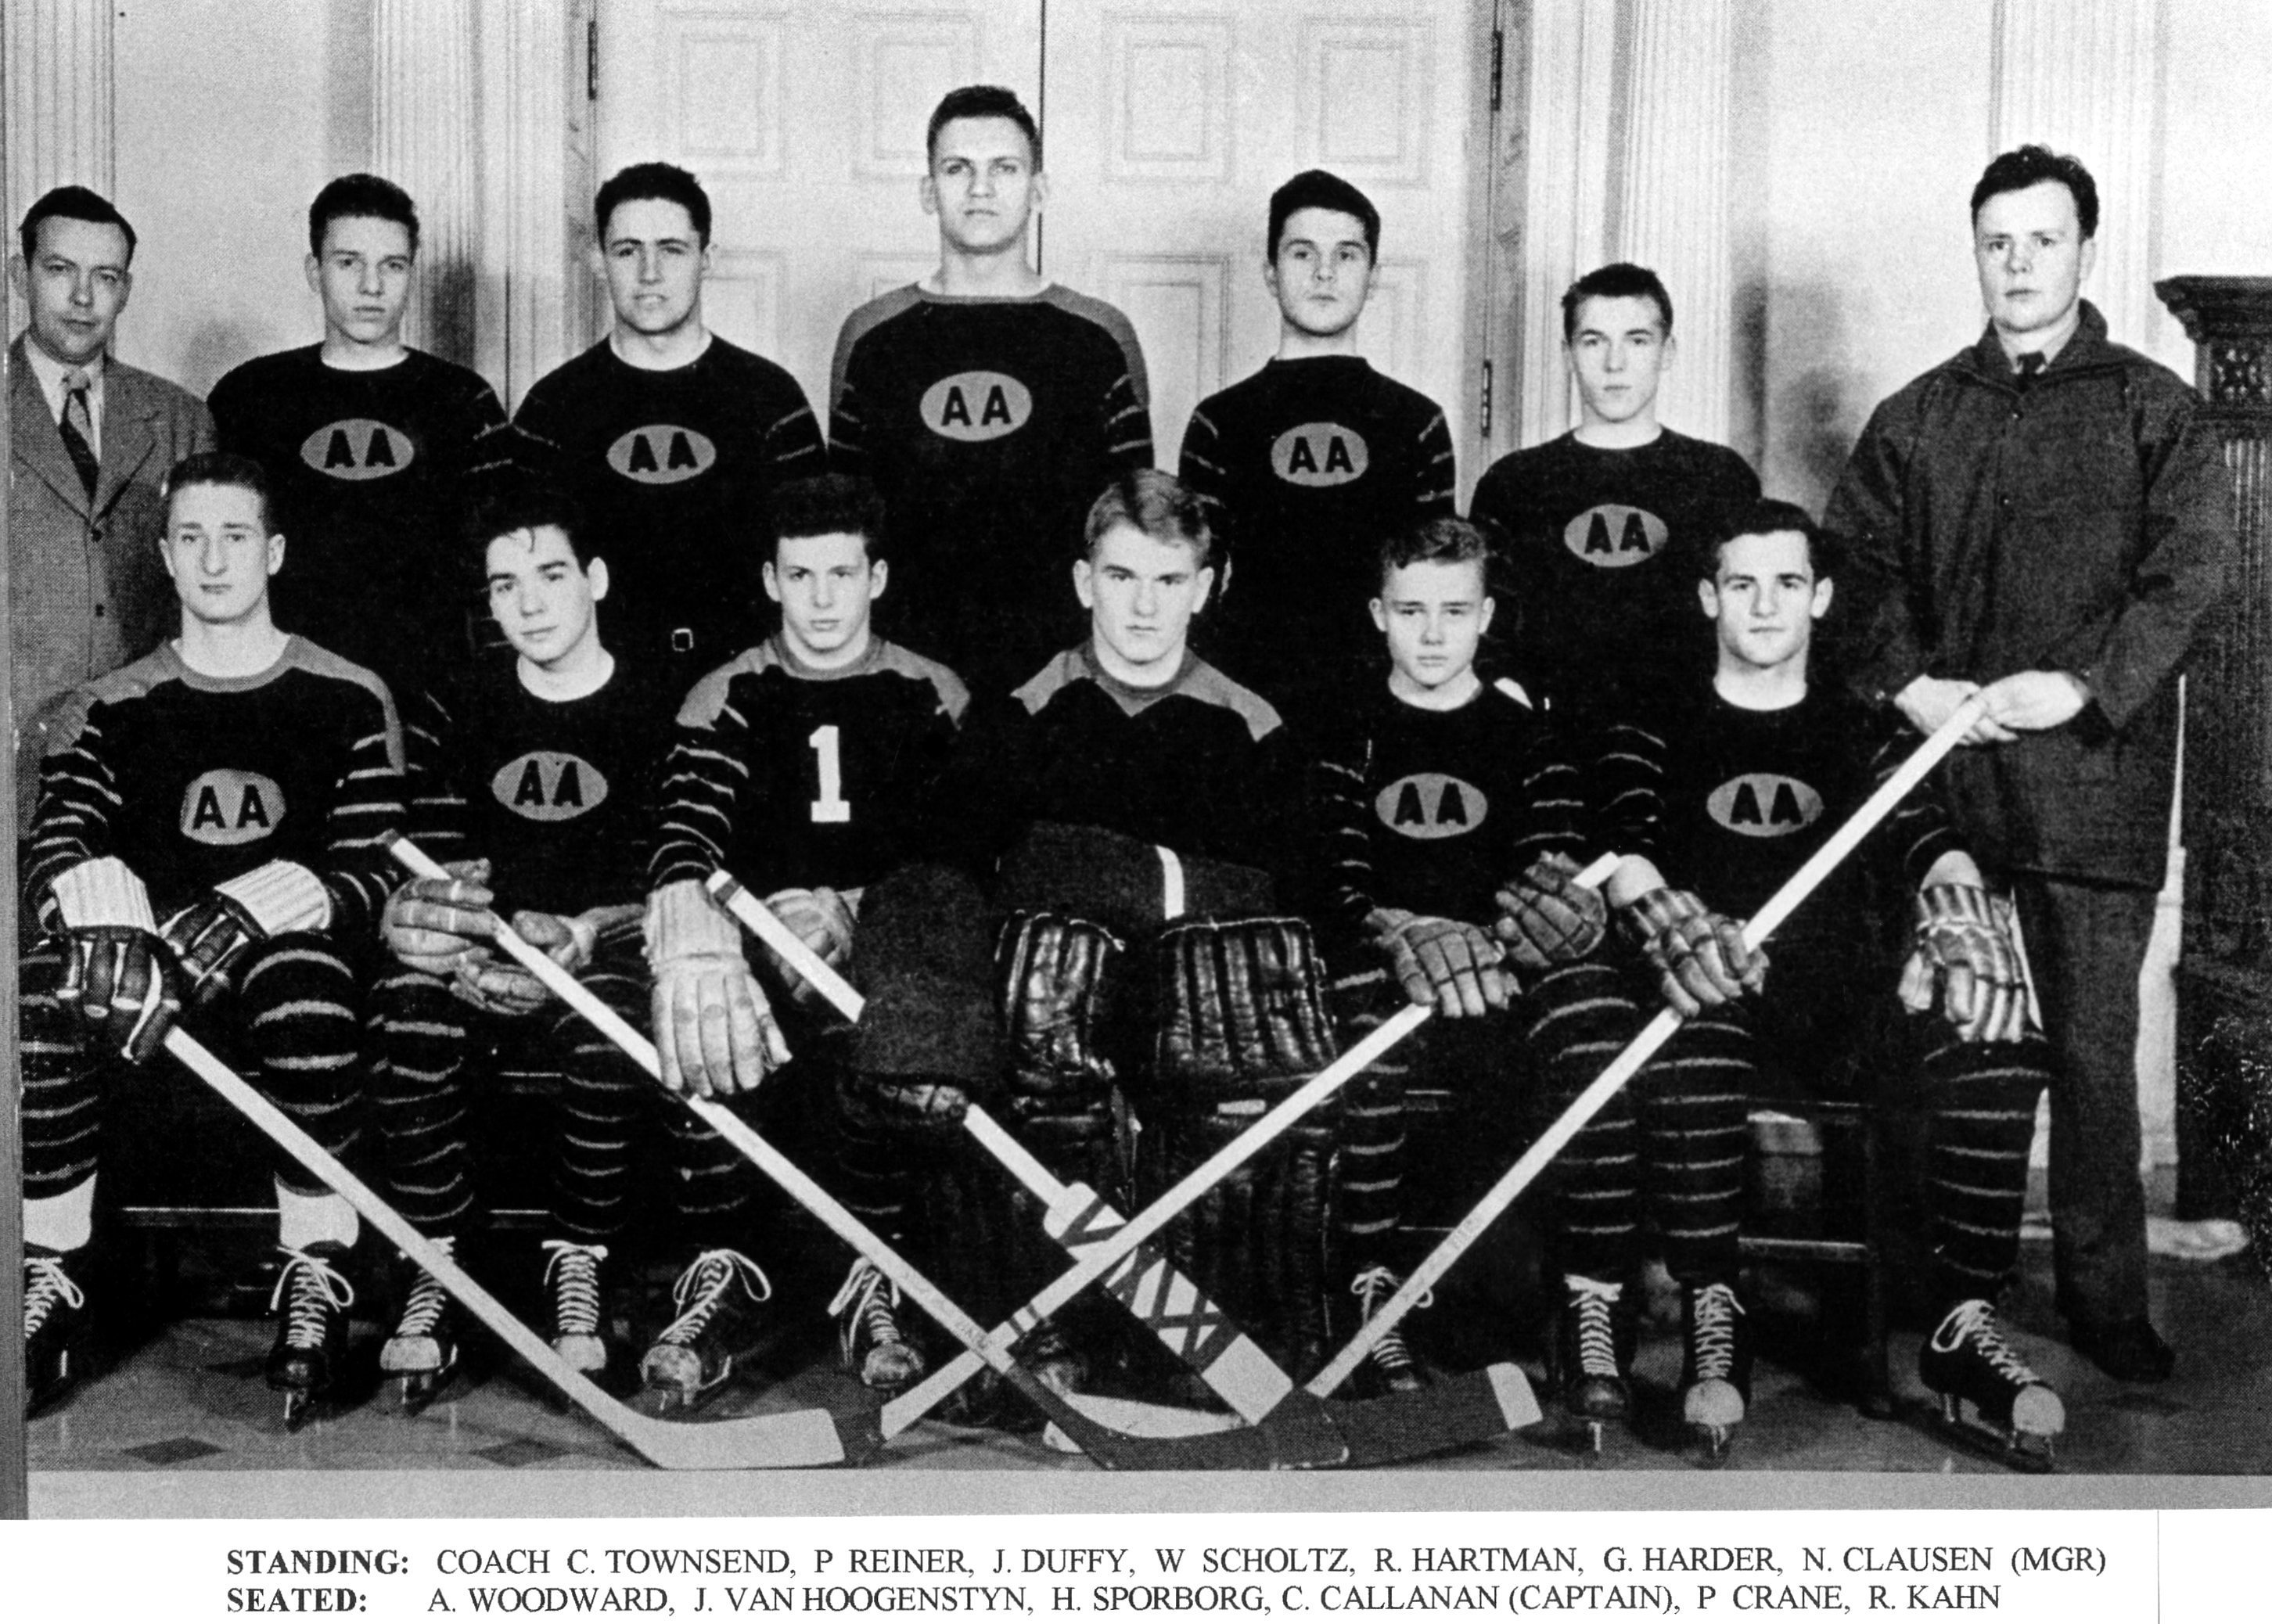 AA
AA
AA
AA
AA
AA
AA
1
AA
AA
STANDING: COACH C. TOWNSEND, P REINER, J. DUFFY, W SCHOLTZ, R. HARTMAN, G. HARDER, N. CLAUSEN (MGR)
SEATED: A. WOODWARD, J. VAN HOOGENSTYN, H. SPORBORG, C. CALLANAN (CAPTAIN), P CRANE, R. KAHN